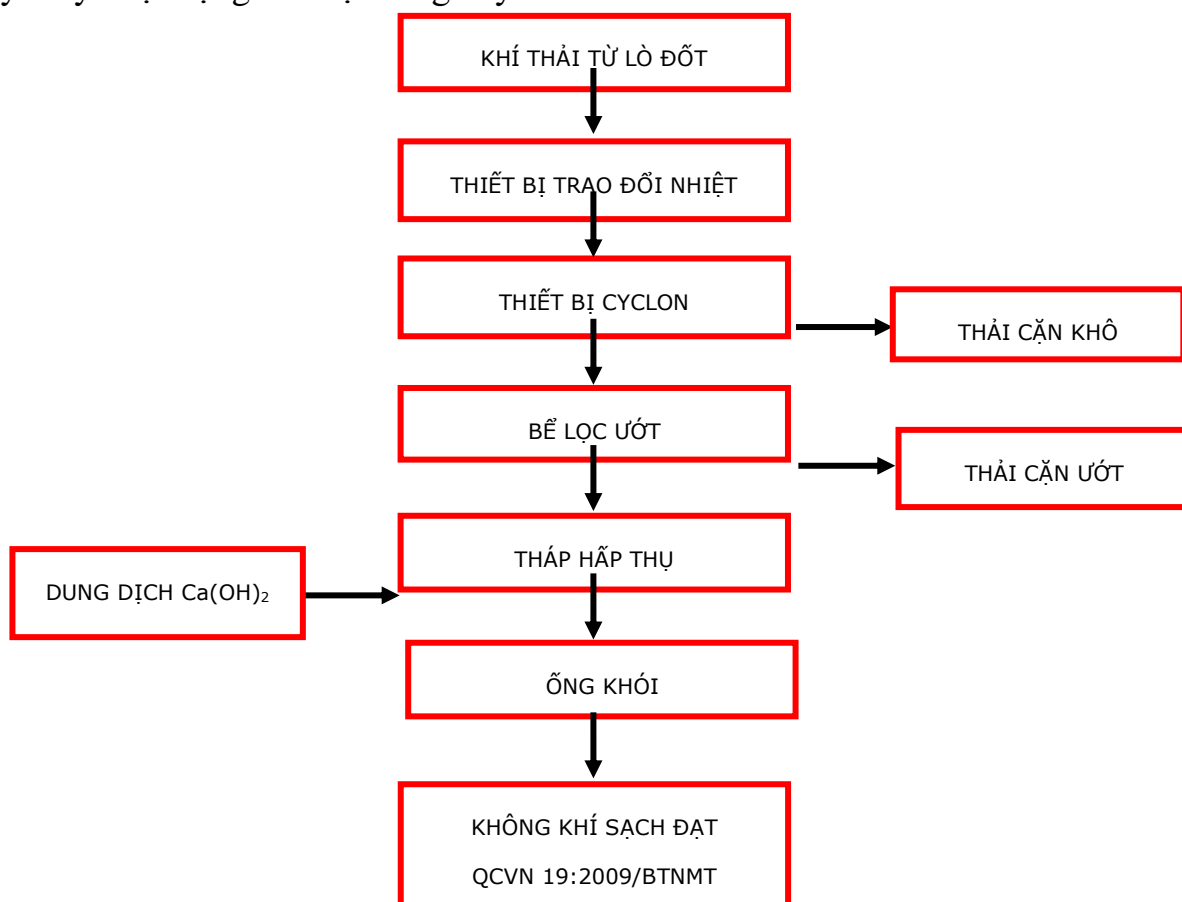 KHÍ THẢI TỪ LÒ ĐỐT
THIẾT BỊ TRAO ĐỔI NHIỆT
THIẾT BỊ CYCLON
THẢI CẶN KHÔ
BỂ LỌC ƯỚT
THẢI CẶN ƯỚT
THÁP HẤP THỤ
DUNG DỊCH Ca(OH)₂
ỐNG KHÓI
KHÔNG KHÍ SẠCH ĐẠT
QCVN 19:2009/BTNMT